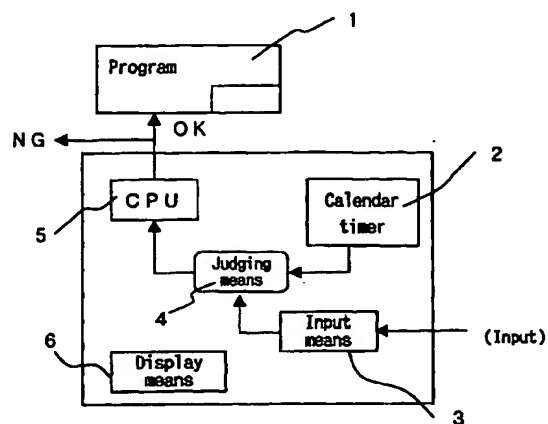 1
Program
OK
NG
2
CPU
Calendar
timer
5
Judging
means
4
Input
means
(Input)
6
Display
means
3